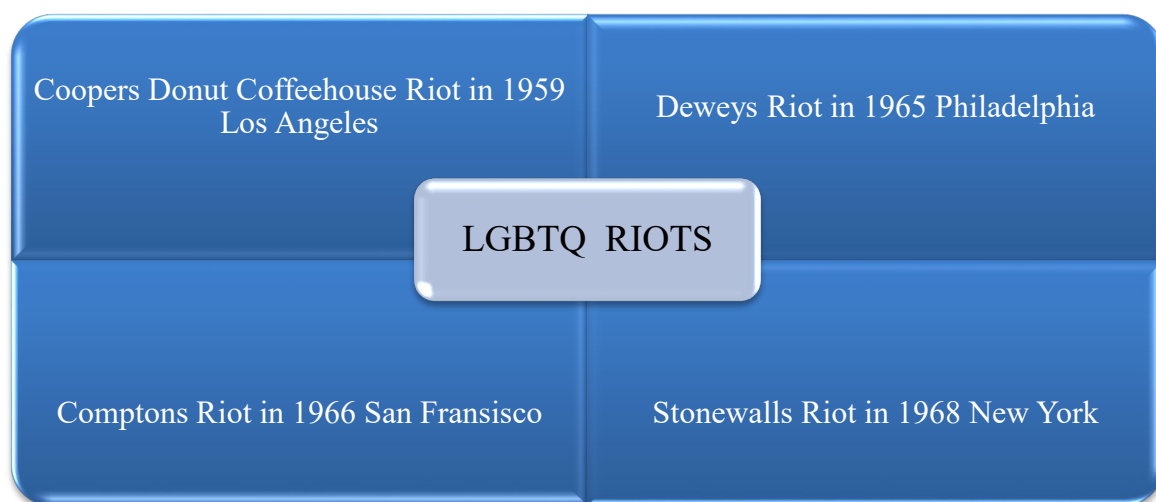 Coopers Donut Coffeehouse Riot in 1959
Los Angeles
Deweys Riot in 1965 Philadelphia
LGBTQ RIOTS
Comptons Riot in 1966 San Fransisco
Stonewalls Riot in 1968 New York